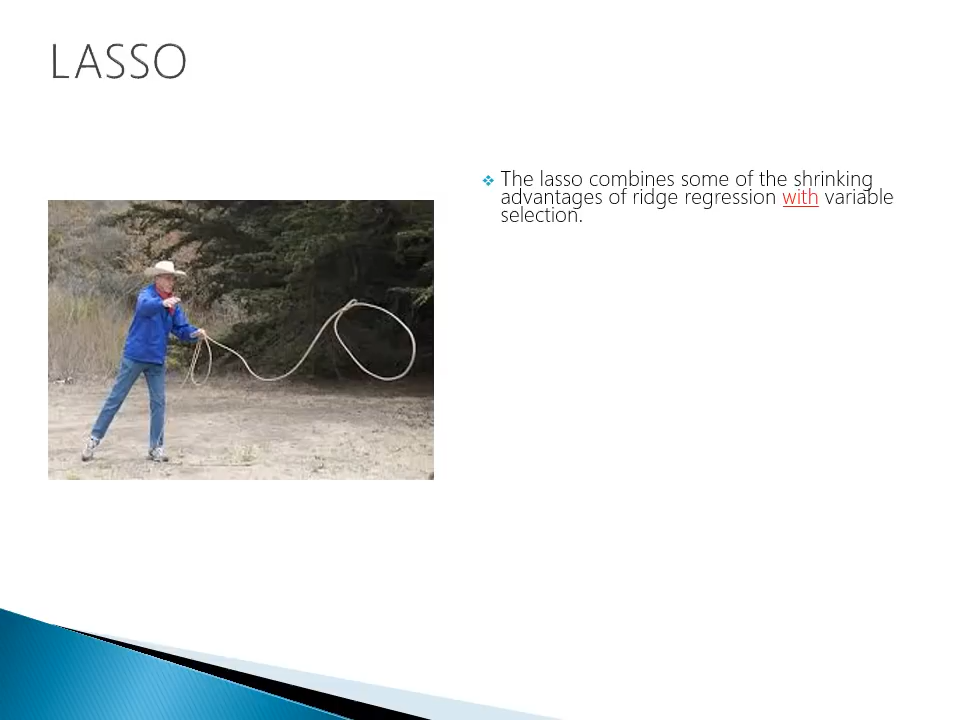 LASSO
The lasso combines some of the shrinking
advantages of ridge regression with variable
selection.